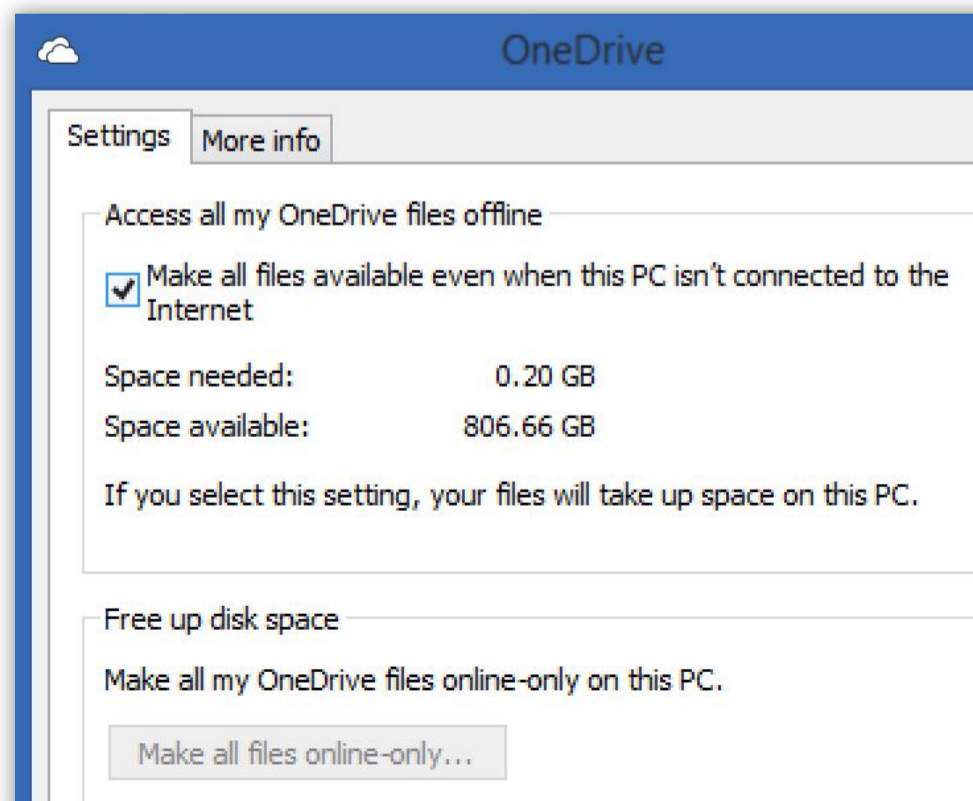 OneDrive
Settings
More info
Access all my OneDrive files offline
Make all files available even when this PC isn't connected to the
Internet
Space needed: 0.20 GB
Space available: 806.66 GB
If you select this setting, your files will take up space on this PC.
Free up disk space
Make all my OneDrive files online-only on this PC.
Make all files online-only...